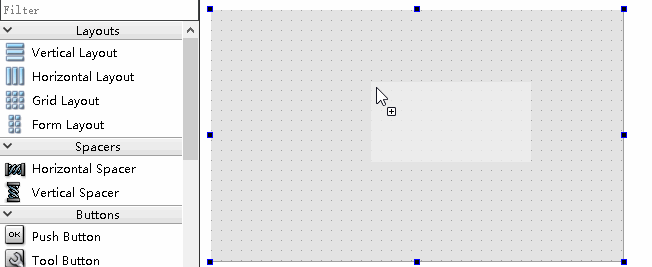 Filter
Layouts
Vertical Layout
Horizontal Layout
Grid Layout
Form Layout
Spacers
Horizontal Spacer
Vertical Spacer
Buttons
OK
Push Button
Tool Button